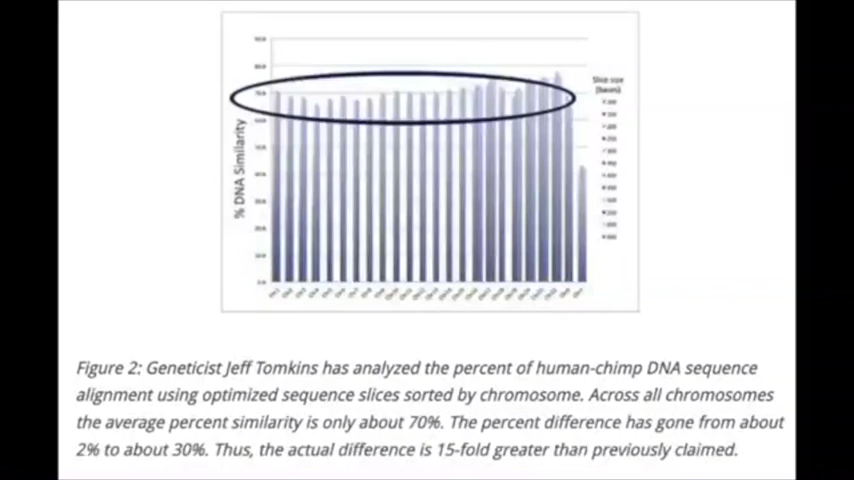 % DNA Similarity
Slice size
(bases)
Figure 2: Geneticist Jeff Tomkins has analyzed the percent of human-chimp DNA sequence
alignment using optimized sequence slices sorted by chromosome. Across all chromosomes
the average percent similarity is only about 70%. The percent difference has gone from about
2% to about 30%. Thus, the actual difference is 15-fold greater than previously claimed.